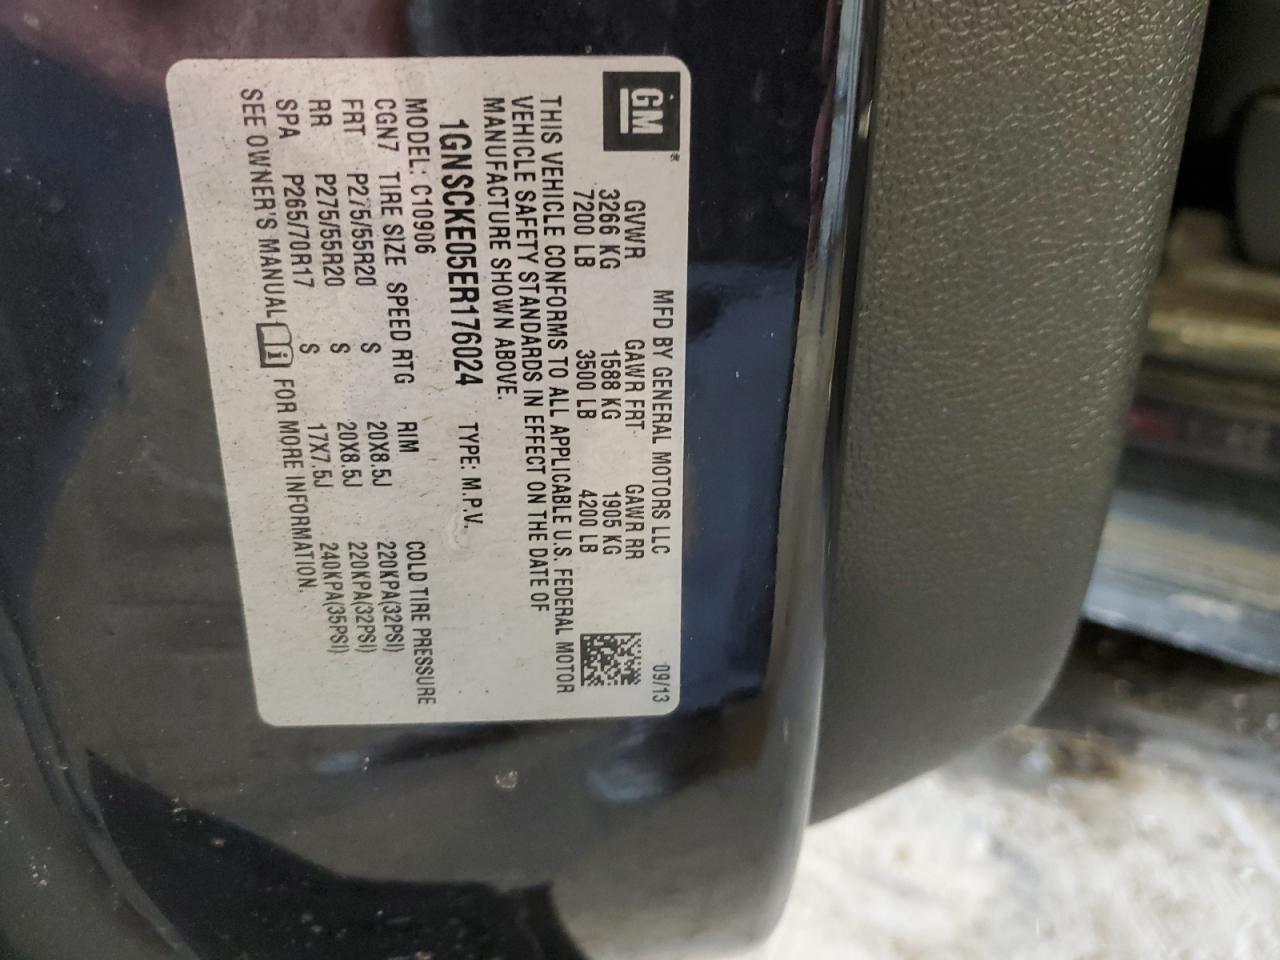 GM
MFD BY GENERAL MOTORS LLC 09/13
GVWR GAWR FRT GAWR RR
3266 KG 1588 KG 1905 KG
7200 LB 3500 LB 4200 LB
THIS VEHICLE CONFORMS TO ALL APPLICABLE U.S. FEDERAL MOTOR
VEHICLE SAFETY STANDARDS IN EFFECT ON THE DATE OF
MANUFACTURE SHOWN ABOVE.
1GNSCKE05ER176024 TYPE: M.P.V.
MODEL: C10906
CGN7 TIRE SIZE SPEED RTG RIM COLD TIRE PRESSURE
FRT P275/55R20 S 20X8.5J 220KPA(32PSI)
RR P275/55R20 S 20X8.5J 220KPA(32PSI)
SPA P265/70R17 S 17X7.5J 240KPA(35PSI)
SEE OWNER'S MANUAL i FOR MORE INFORMATION.